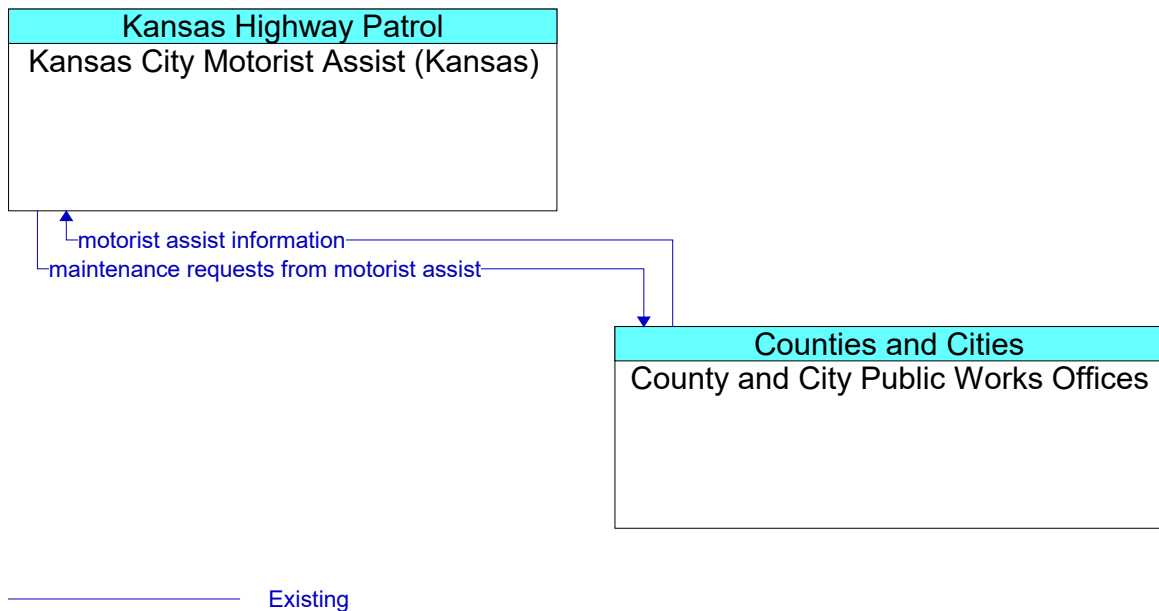 Kansas Highway Patrol
Kansas City Motorist Assist (Kansas)
motorist assist information
maintenance requests from motorist assist
Counties and Cities
County and City Public Works Offices
Existing